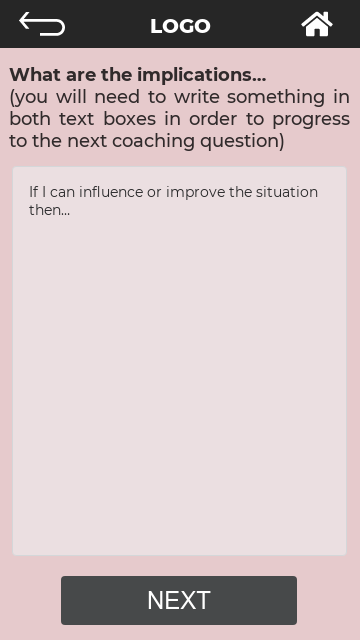 LOGO
What are the implications...
(you will need to write something in
both text boxes in order to progress
to the next coaching question)
If I can influence or improve the situation
then...
NEXT